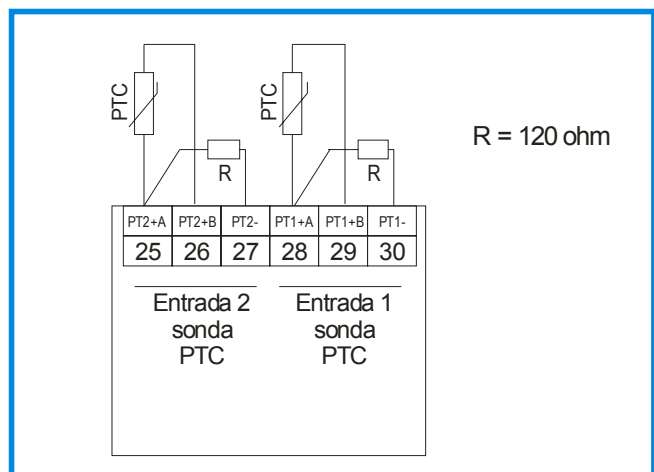 PTC
PTC
R = 120 ohm
R
R
PT2+A PT2+B PT2- PT1+A PT1+B PT1-
25 26 27 28 29 30
Entrada 2
sonda
PTC
Entrada 1
sonda
PTC